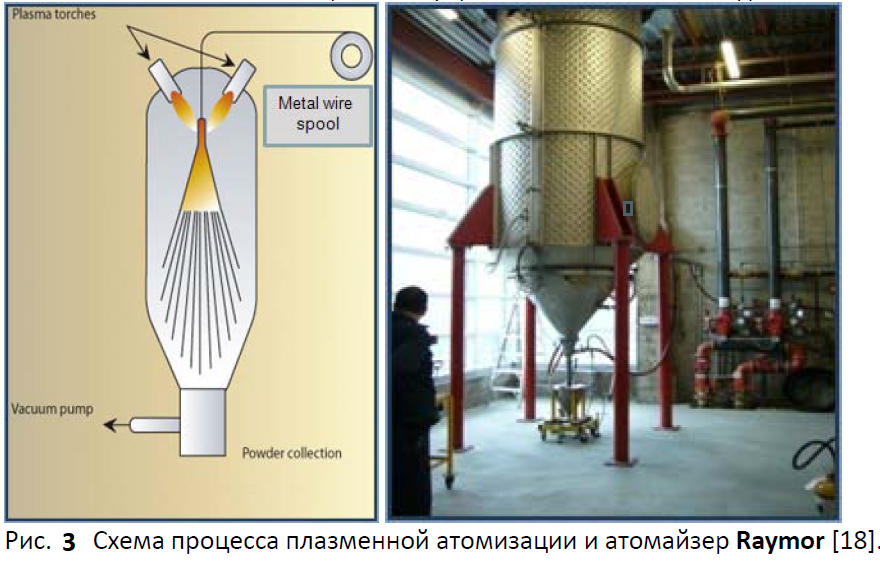 Plasma torches
Metal wire
spool
Vacuum pump
Powder collection
Рис. 3 Схема процесса плазменной атомизации и атомайзер Raymor [18].